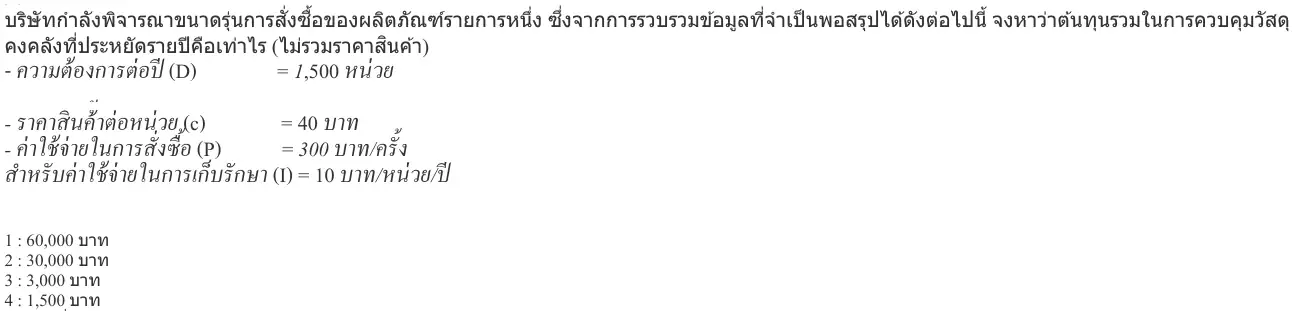 บริษัทกำลังพิจารณาขนาดรุ่นการสั่งซื้อของผลิตภัณฑ์รายการหนึ่ง ซึ่งจากการรวบรวมข้อมูลที่จำเป็นพอสรุปได้ดังต่อไปนี้ จงหาว่าต้นทุนรวมในการควบคุมวัสดุ
คงคลังที่ประหยัดรายปีคือเท่าไร (ไม่รวมราคาสินค้า)
- ความต้องการต่อปี (D) = 1,500 หน่วย
- ราคาสินค้าต่อหน่วย (c) = 40 บาท
- ค่าใช้จ่ายในการสั่งซื้อ (P) = 300 บาท/ครั้ง
สำหรับค่าใช้จ่ายในการเก็บรักษา (I) = 10 บาท/หน่วย/ปี
1 : 60,000 บาท
2 : 30,000 บาท
3 : 3,000 บาท
4 : 1,500 บาท